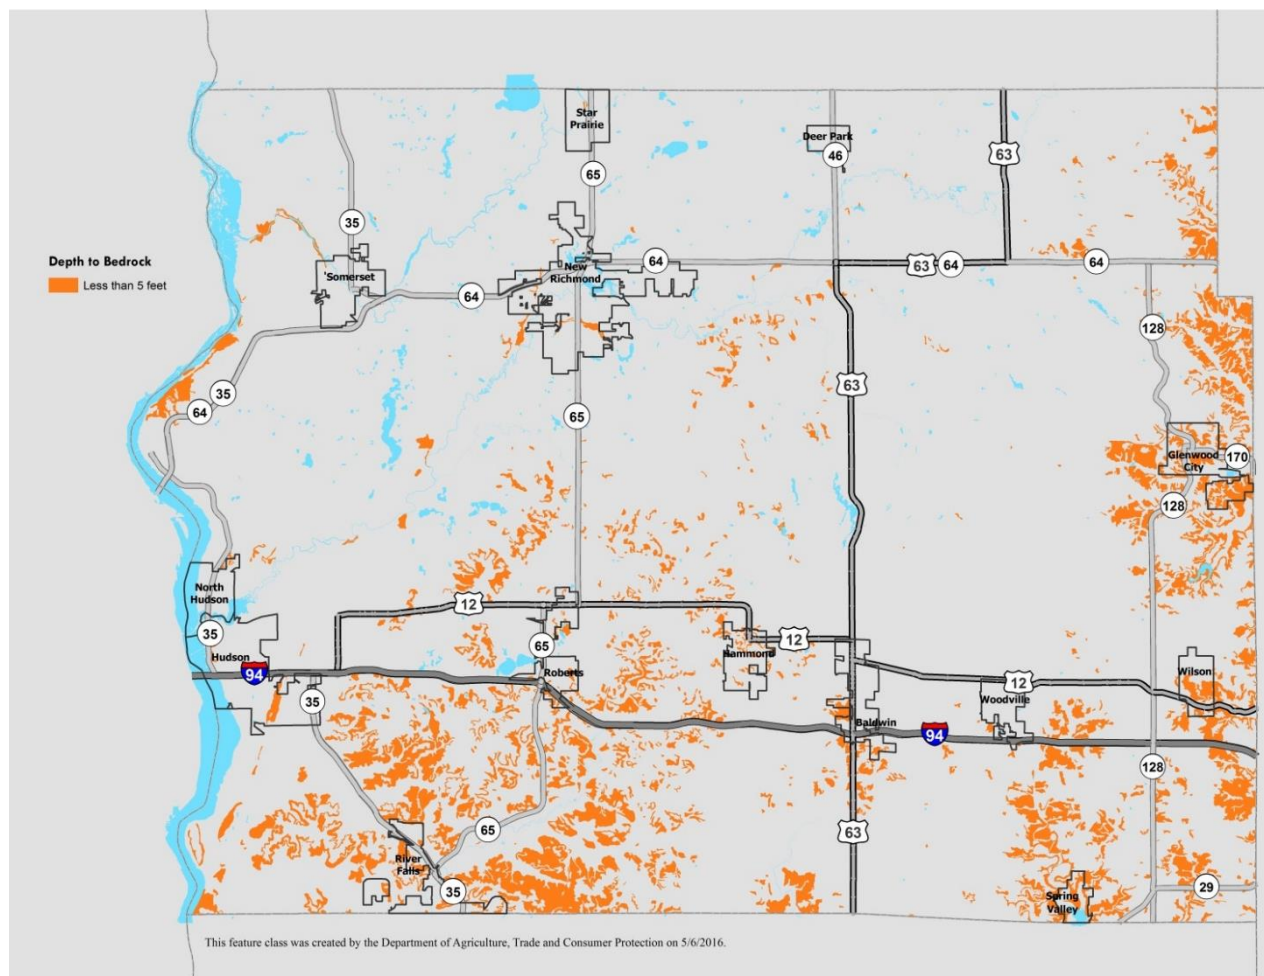 Star
Prairie
Deer Park
46
63
65
35
Somerset
New
Richmond
64
63
64
64
64
128
Depth to Bedrock
Less than 5 feet
63
35
64
65
Glenwood
City
170
128
North
Hudson
12
35
65
12
Hammond
Hudson
94
Roberts
Wilson
12
Woodville
35
Baldwin
94
128
65
63
River
Falls
35
29
Spring
Valley
This feature class was created by the Department of Agriculture, Trade and Consumer Protection on 5/6/2016.